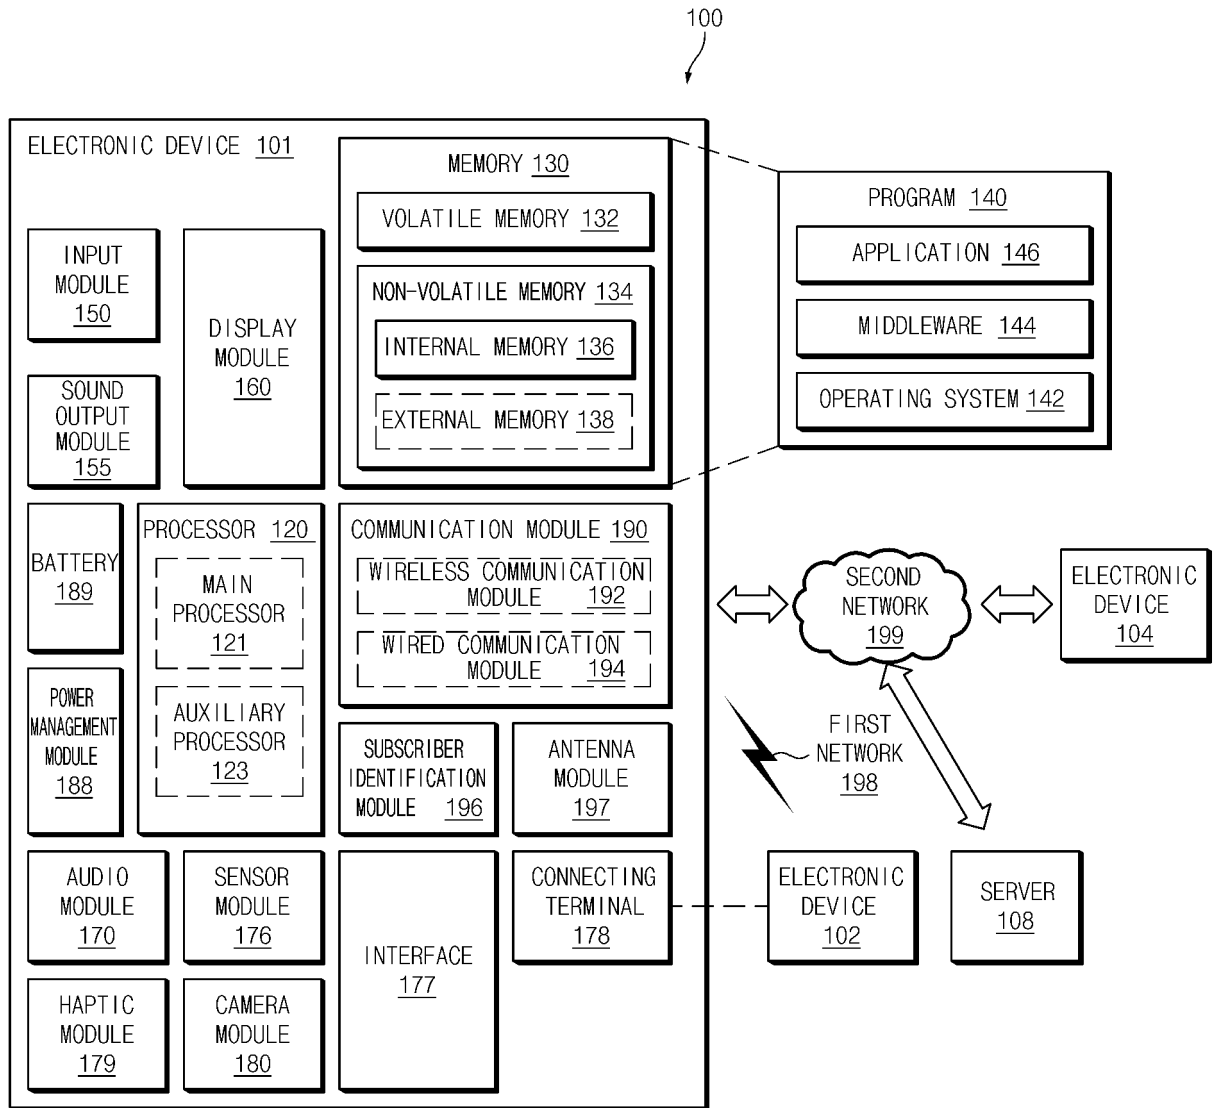 100
ELECTRONIC DEVICE 101
MEMORY 130
VOLATILE MEMORY 132
NON-VOLATILE MEMORY 134
INTERNAL MEMORY 136
EXTERNAL MEMORY 138
PROGRAM 140
APPLICATION 146
MIDDLEWARE 144
OPERATING SYSTEM 142
INPUT
MODULE
150
DISPLAY
MODULE
160
SOUND
OUTPUT
MODULE
155
BATTERY
189
PROCESSOR 120
MAIN
PROCESSOR
121
AUXILIARY
PROCESSOR
123
COMMUNICATION MODULE 190
WIRELESS COMMUNICATION
MODULE 192
WIRED COMMUNICATION
MODULE 194
SECOND
NETWORK
199
ELECTRONIC
DEVICE
104
POWER
MANAGEMENT
MODULE
188
SUBSCRIBER
IDENTIFICATION
MODULE 196
ANTENNA
MODULE
197
FIRST
NETWORK
198
AUDIO
MODULE
170
SENSOR
MODULE
176
INTERFACE
177
CONNECTING
TERMINAL
178
ELECTRONIC
DEVICE
102
SERVER
108
HAPTIC
MODULE
179
CAMERA
MODULE
180